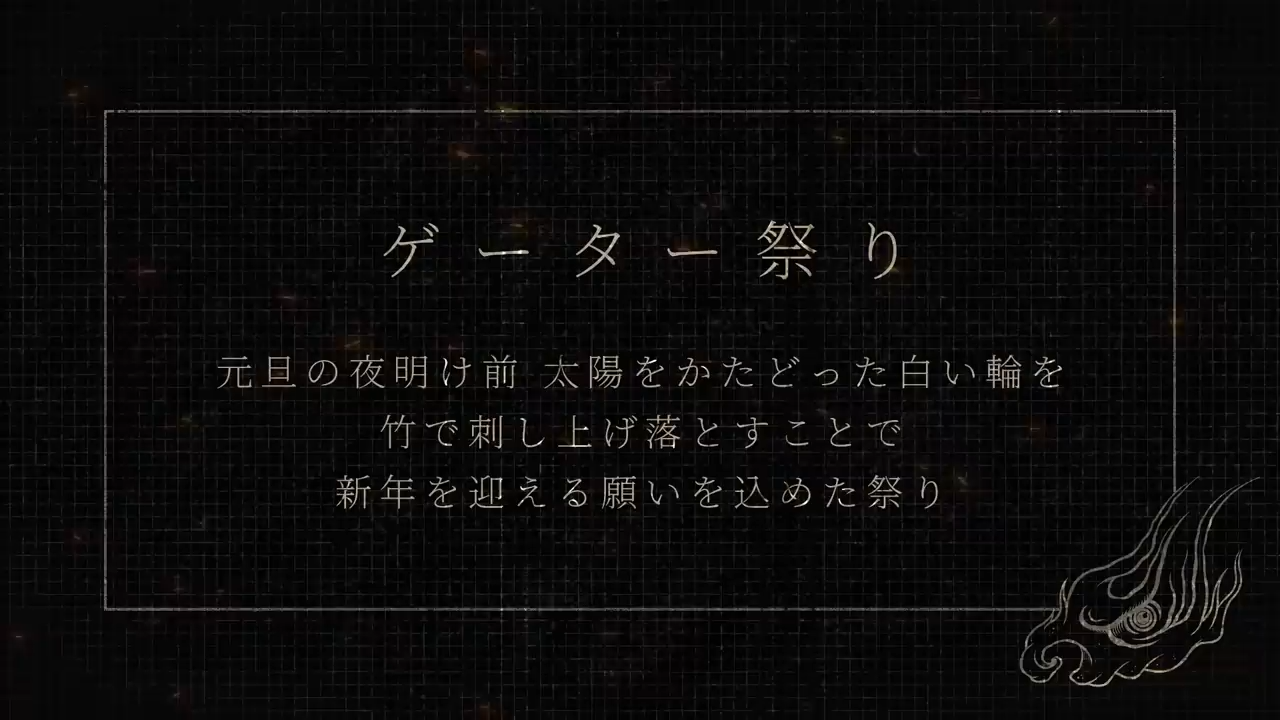 ゲーター祭り
元旦の夜明け前 太陽をかたどった白い輪を
竹で刺し上げ落とすことで
新年を迎える願いを込めた祭り